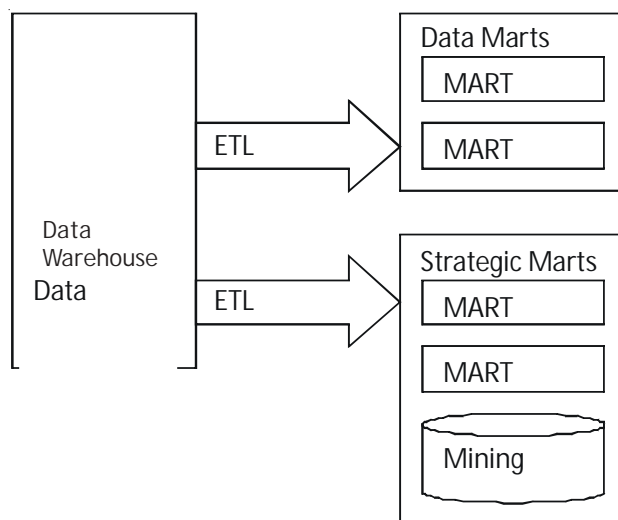 Data
Warehouse
Data
ETL
ETL
Data Marts
MART
MART
Strategic Marts
MART
MART
Mining